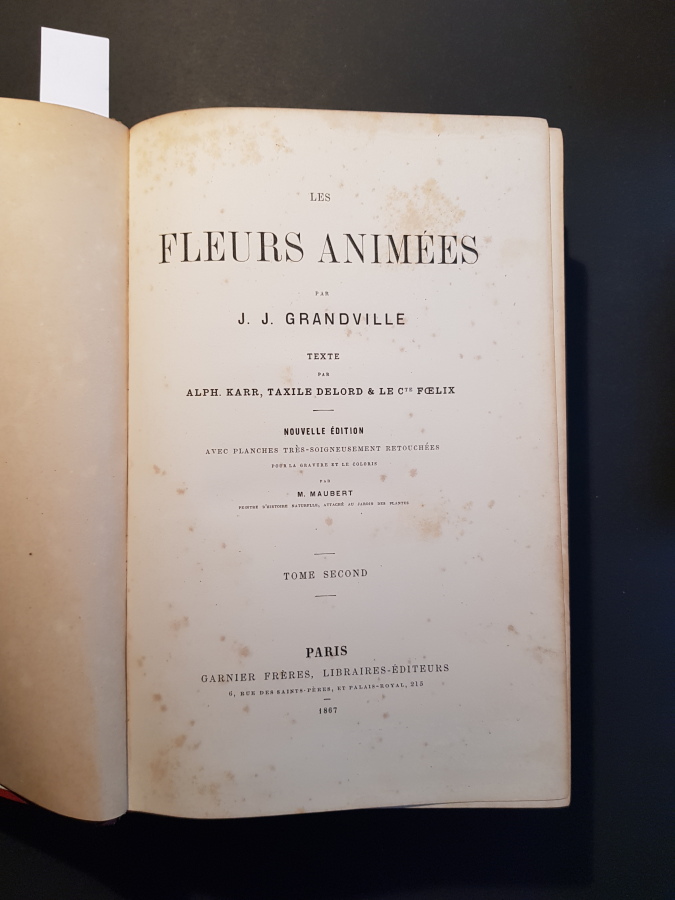 LES
FLEURS ANIMÉES
PAR
J. J. GRANDVILLE
TEXTE
PAR
ALPH. KARR, TAXILE DELORD & LE Cᵀᴱ FŒLIX
NOUVELLE ÉDITION
AVEC PLANCHES TRÈS-SOIGNEUSEMENT RETOUCHÉES
POUR LA GRAVURE ET LE COLORIS
PAR
M. MAUBERT
PEINTRE D'HISTOIRE NATURELLE, ATTACHÉ AU JARDIN DES PLANTES
TOME SECOND
PARIS
GARNIER FRÈRES, LIBRAIRES-ÉDITEURS
6, RUE DES SAINTS-PÈRES, ET PALAIS-ROYAL, 215
1867